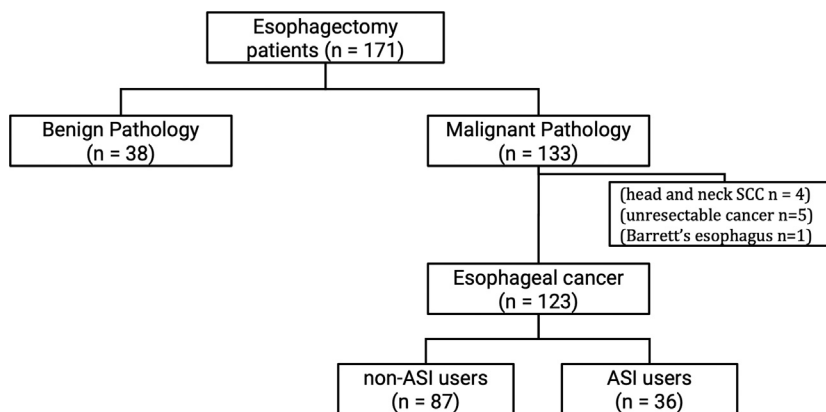 Esophagectomy
patients (n = 171)
Benign Pathology
(n = 38)
Malignant Pathology
(n = 133)
(head and neck SCC n = 4)
(unresectable cancer n=5)
(Barrett’s esophagus n=1)
Esophageal cancer
(n = 123)
non-ASI users
(n = 87)
ASI users
(n = 36)